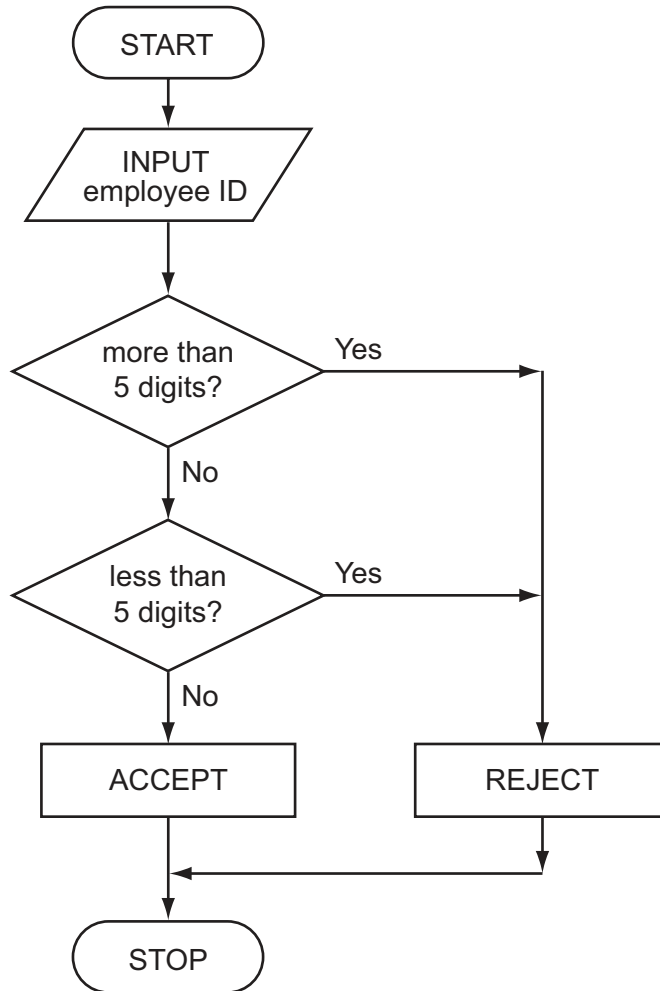 START
INPUT
employee ID
more than
5 digits?
Yes
No
less than
5 digits?
Yes
No
ACCEPT
REJECT
STOP